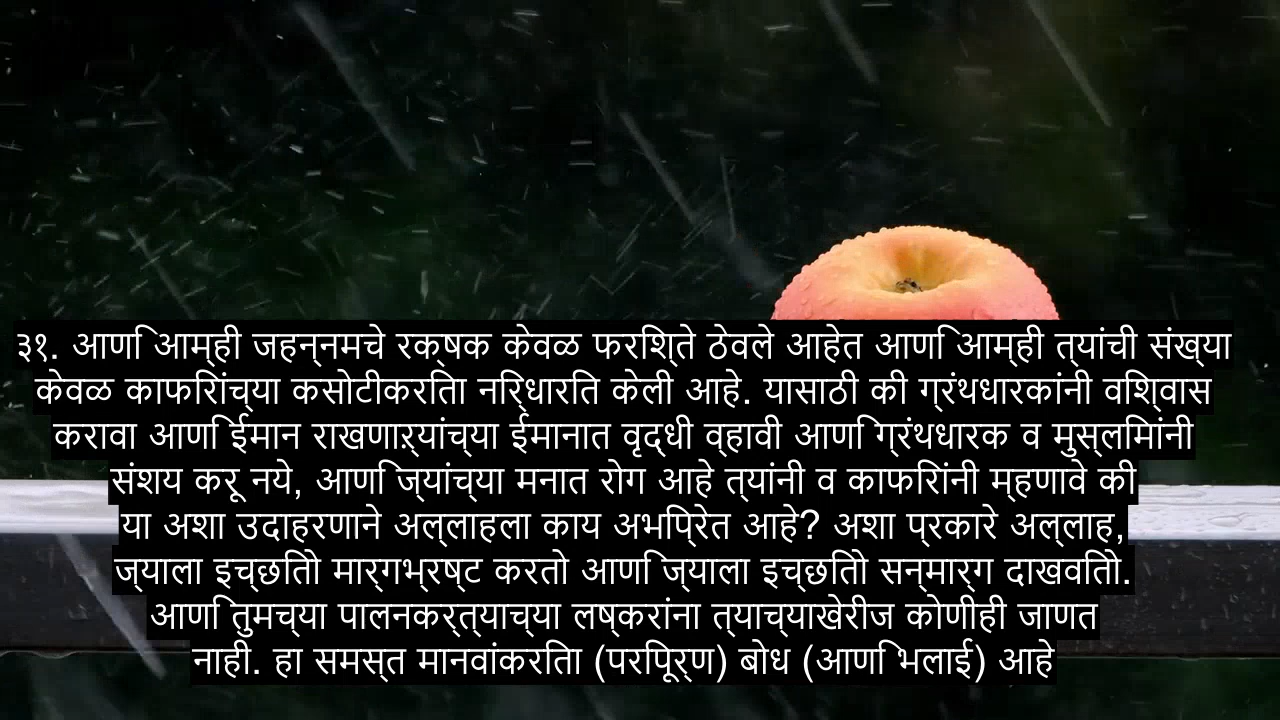 ३१. आणि आम्ही जहन्नमचे रक्षक केवळ फरिश्ते ठेवले आहेत आणि आम्ही त्यांची संख्या
केवळ काफिरांच्या कसोटीकरिता निर्धारित केली आहे. यासाठी की ग्रंथधारकांनी विश्वास
करावा आणि ईमान राखणाऱ्यांच्या ईमानात वृद्धी व्हावी आणि ग्रंथधारक व मुस्लिमांनी
संशय करू नये, आणि ज्यांच्या मनात रोग आहे त्यांनी व काफिरांनी म्हणावे की
या अशा उदाहरणाने अल्लाहला काय अभिप्रेत आहे? अशा प्रकारे अल्लाह,
ज्याला इच्छितो मार्गभ्रष्ट करतो आणि ज्याला इच्छितो सन्मार्ग दाखवितो.
आणि तुमच्या पालनकर्त्याच्या लष्करांना त्याच्याखेरीज कोणीही जाणत
नाही. हा समस्त मानवांकरिता (परिपूर्ण) बोध (आणि भलाई) आहे